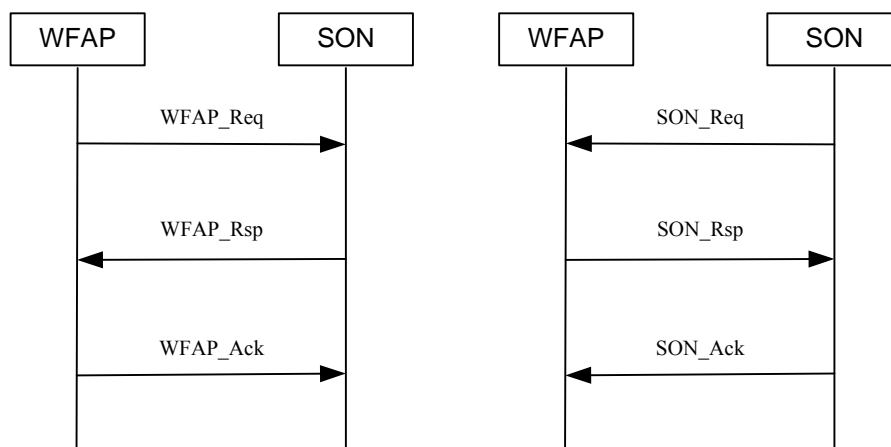 WFAP SON WFAP SON
WFAP_Req SON_Req
WFAP_Rsp SON_Rsp
WFAP_Ack SON_Ack